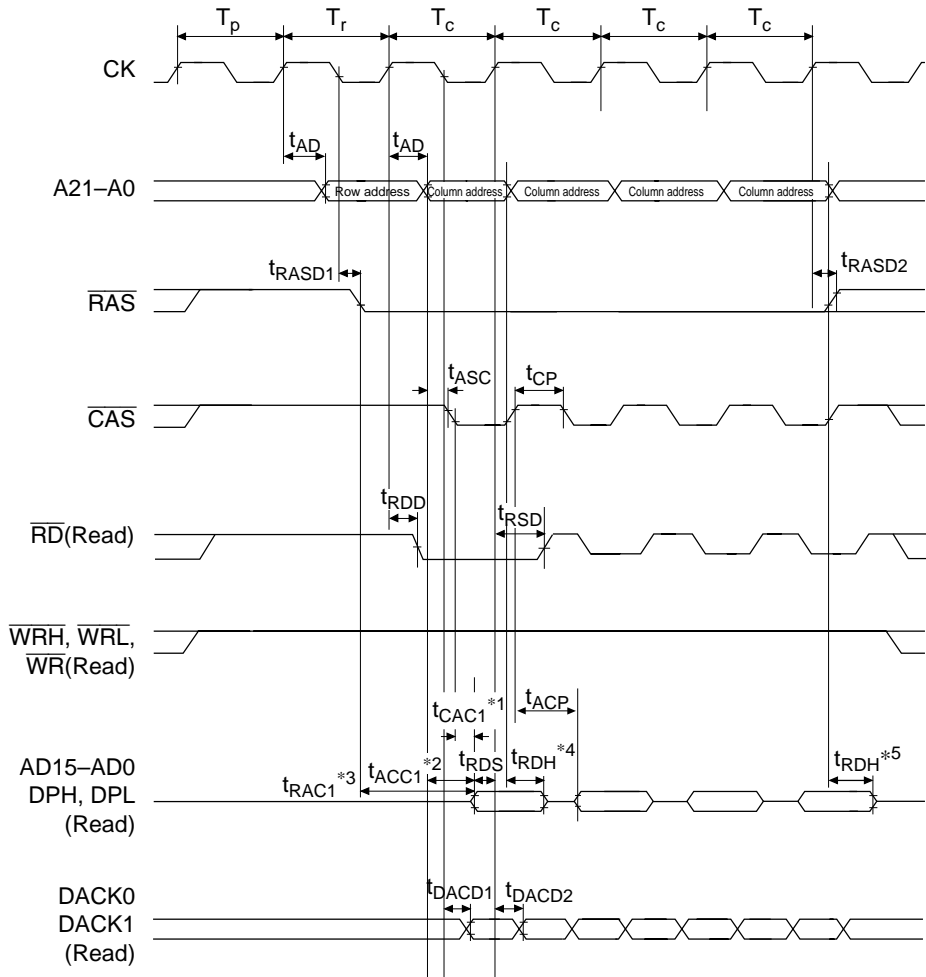 Tp Tr Tc Tc Tc Tc
CK
tAD tAD
A21–A0 Row address Column address Column address Column address Column address
tRASD1 tRASD2
RAS
tASC tCP
CAS
tRDD tRSD
RD(Read)
WRH, WRL,
WR(Read)
tCAC1*1 tACP
AD15–AD0
DPH, DPL
(Read)
tRAC1*3 tACC1*2 tRDS tRDH*4 tRDH*5
DACK0
DACK1
(Read)
tDACD1 tDACD2